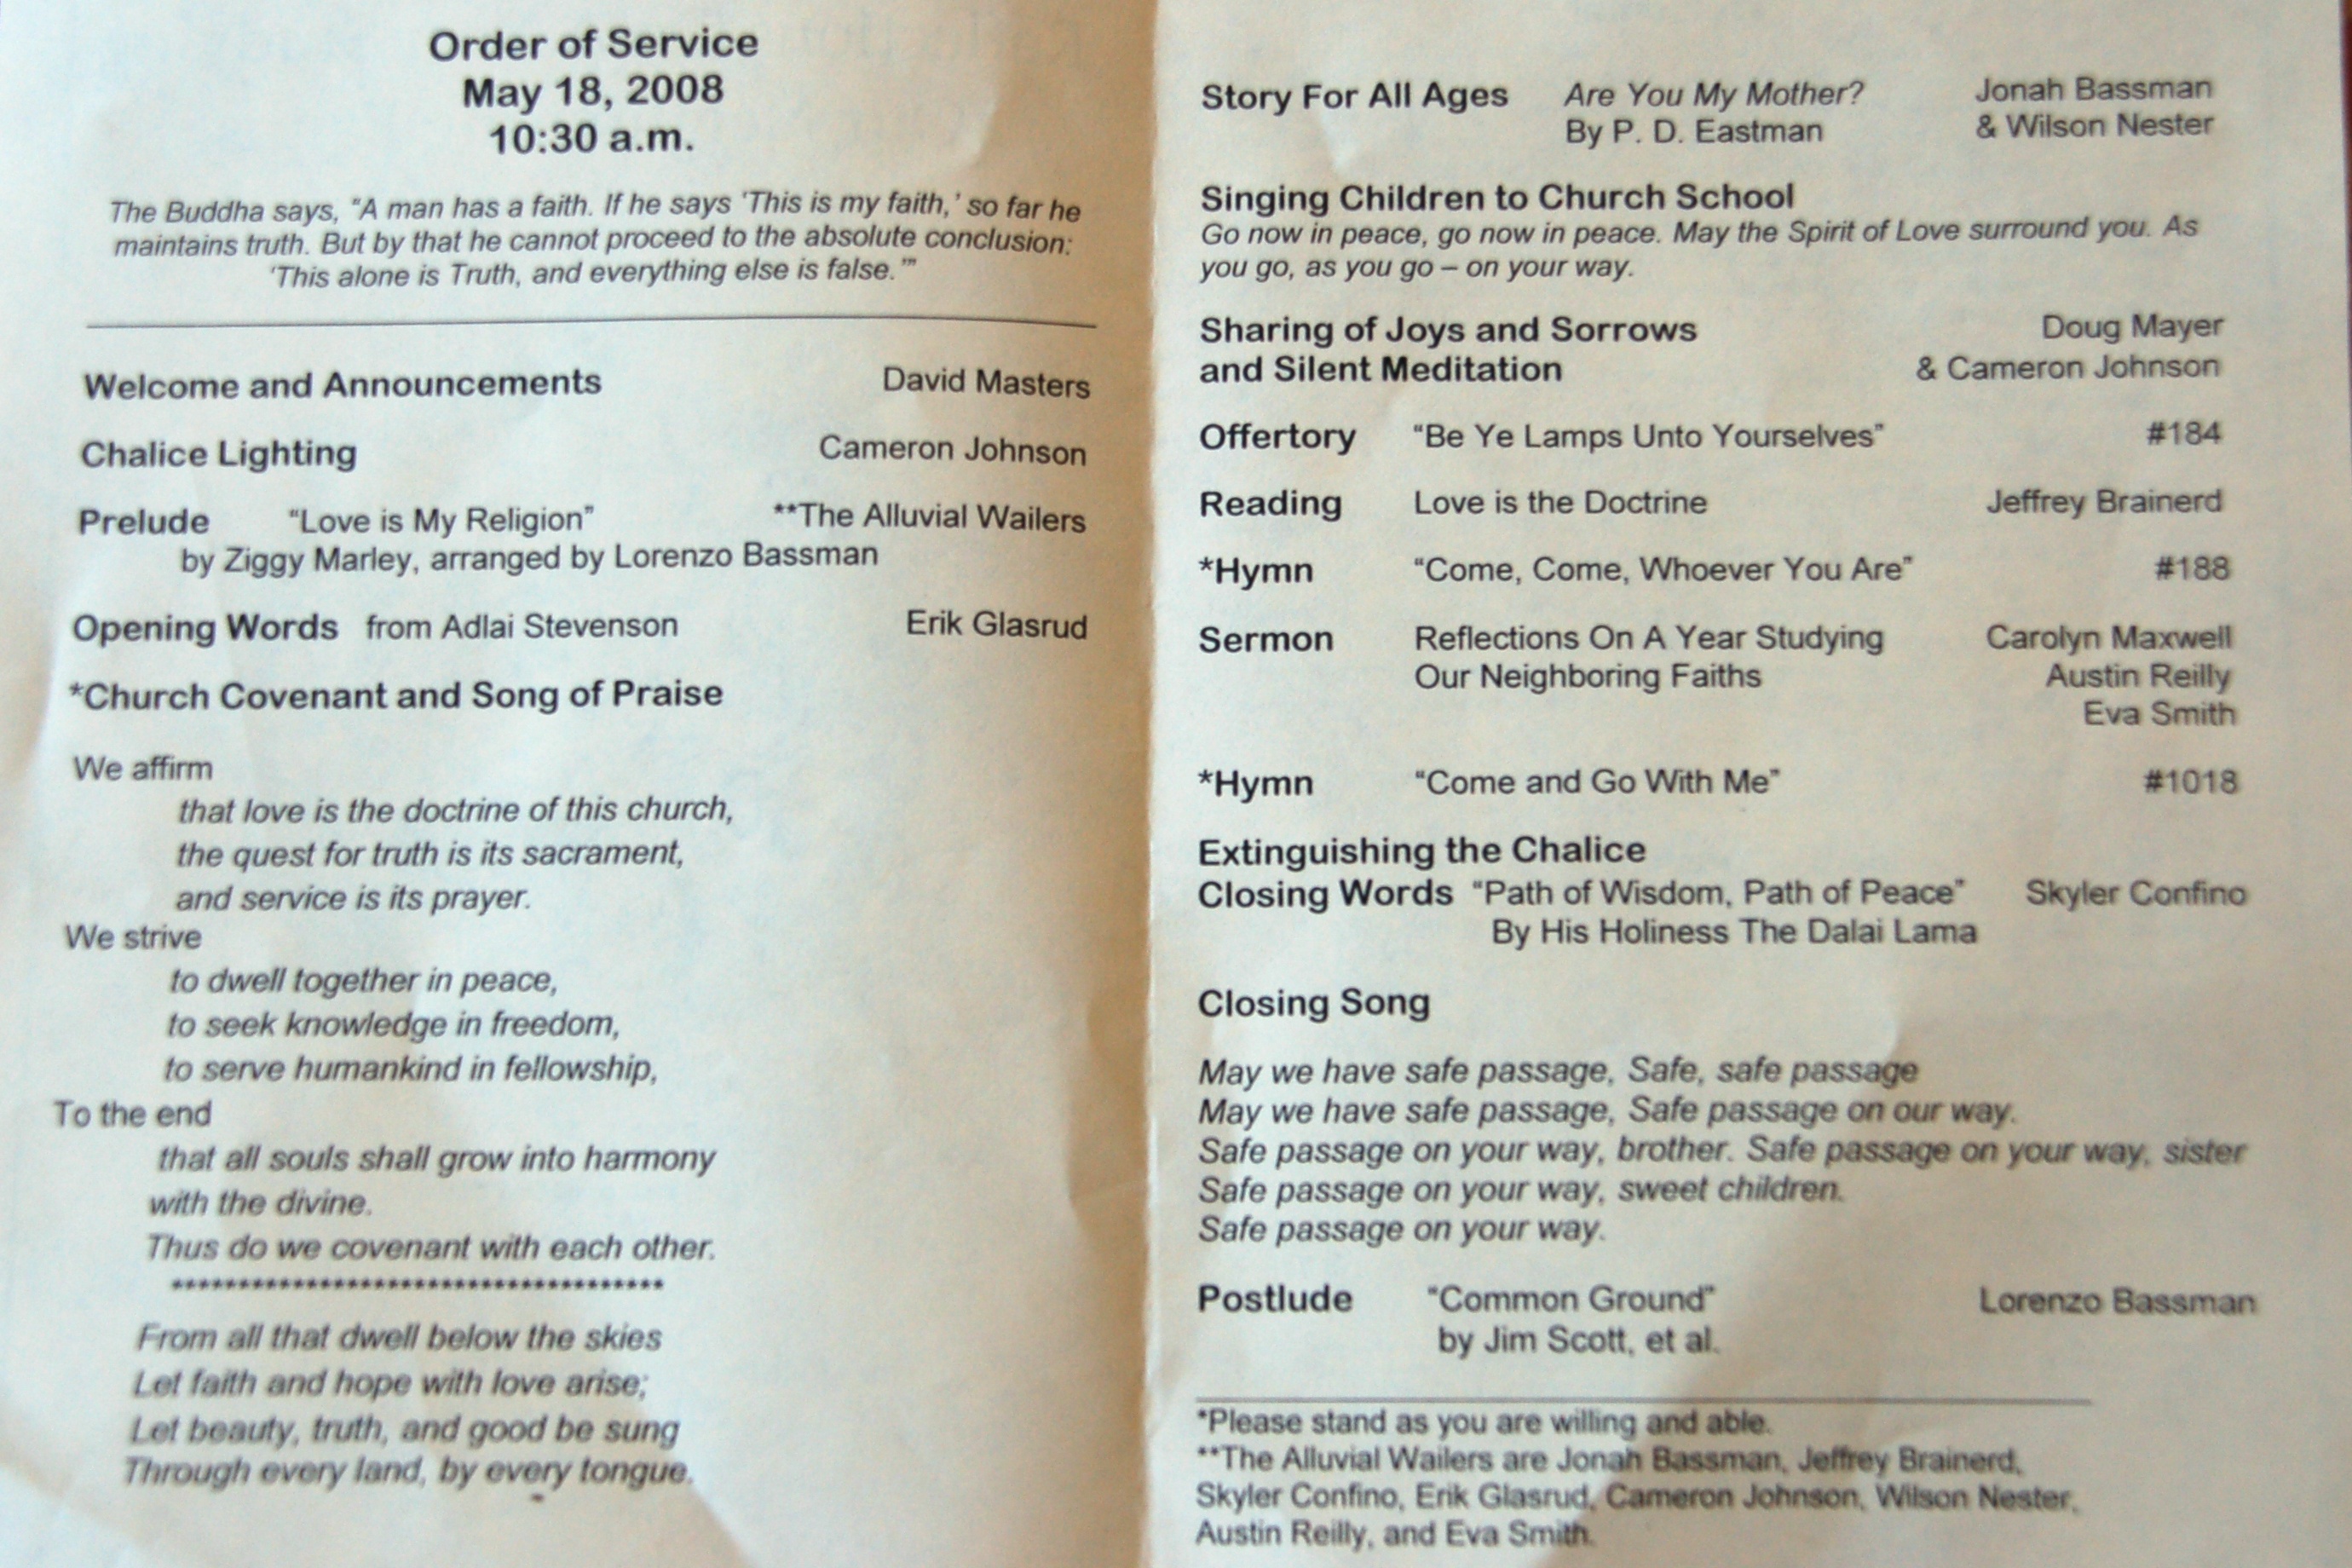 Order of Service
May 18, 2008
10:30 a.m.
The Buddha says, "A man has a faith. If he says 'This is my faith,' so far he
maintains truth. But by that he cannot proceed to the absolute conclusion:
'This alone is Truth, and everything else is false.'"
Welcome and Announcements David Masters
Chalice Lighting Cameron Johnson
Prelude "Love is My Religion" **The Alluvial Wailers
by Ziggy Marley, arranged by Lorenzo Bassman
Opening Words from Adlai Stevenson Erik Glasrud
*Church Covenant and Song of Praise
We affirm
that love is the doctrine of this church,
the quest for truth is its sacrament,
and service is its prayer.
We strive
to dwell together in peace,
to seek knowledge in freedom,
to serve humankind in fellowship,
To the end
that all souls shall grow into harmony
with the divine.
Thus do we covenant with each other.
**************************************
From all that dwell below the skies
Let faith and hope with love arise;
Let beauty, truth, and good be sung
Through every land, by every tongue.
Story For All Ages Are You My Mother? Jonah Bassman
By P. D. Eastman & Wilson Nester
Singing Children to Church School
Go now in peace, go now in peace. May the Spirit of Love surround you. As
you go, as you go – on your way.
Sharing of Joys and Sorrows Doug Mayer
and Silent Meditation & Cameron Johnson
Offertory "Be Ye Lamps Unto Yourselves" #184
Reading Love is the Doctrine Jeffrey Brainerd
*Hymn "Come, Come, Whoever You Are" #188
Sermon Reflections On A Year Studying Carolyn Maxwell
Our Neighboring Faiths Austin Reilly
Eva Smith
*Hymn "Come and Go With Me" #1018
Extinguishing the Chalice
Closing Words "Path of Wisdom, Path of Peace" Skyler Confino
By His Holiness The Dalai Lama
Closing Song
May we have safe passage, Safe, safe passage
May we have safe passage, Safe passage on our way.
Safe passage on your way, brother. Safe passage on your way, sister
Safe passage on your way, sweet children.
Safe passage on your way.
Postlude "Common Ground" Lorenzo Bassman
by Jim Scott, et al.
*Please stand as you are willing and able.
**The Alluvial Wailers are Jonah Bassman, Jeffrey Brainerd,
Skyler Confino, Erik Glasrud, Cameron Johnson, Wilson Nester,
Austin Reilly, and Eva Smith.